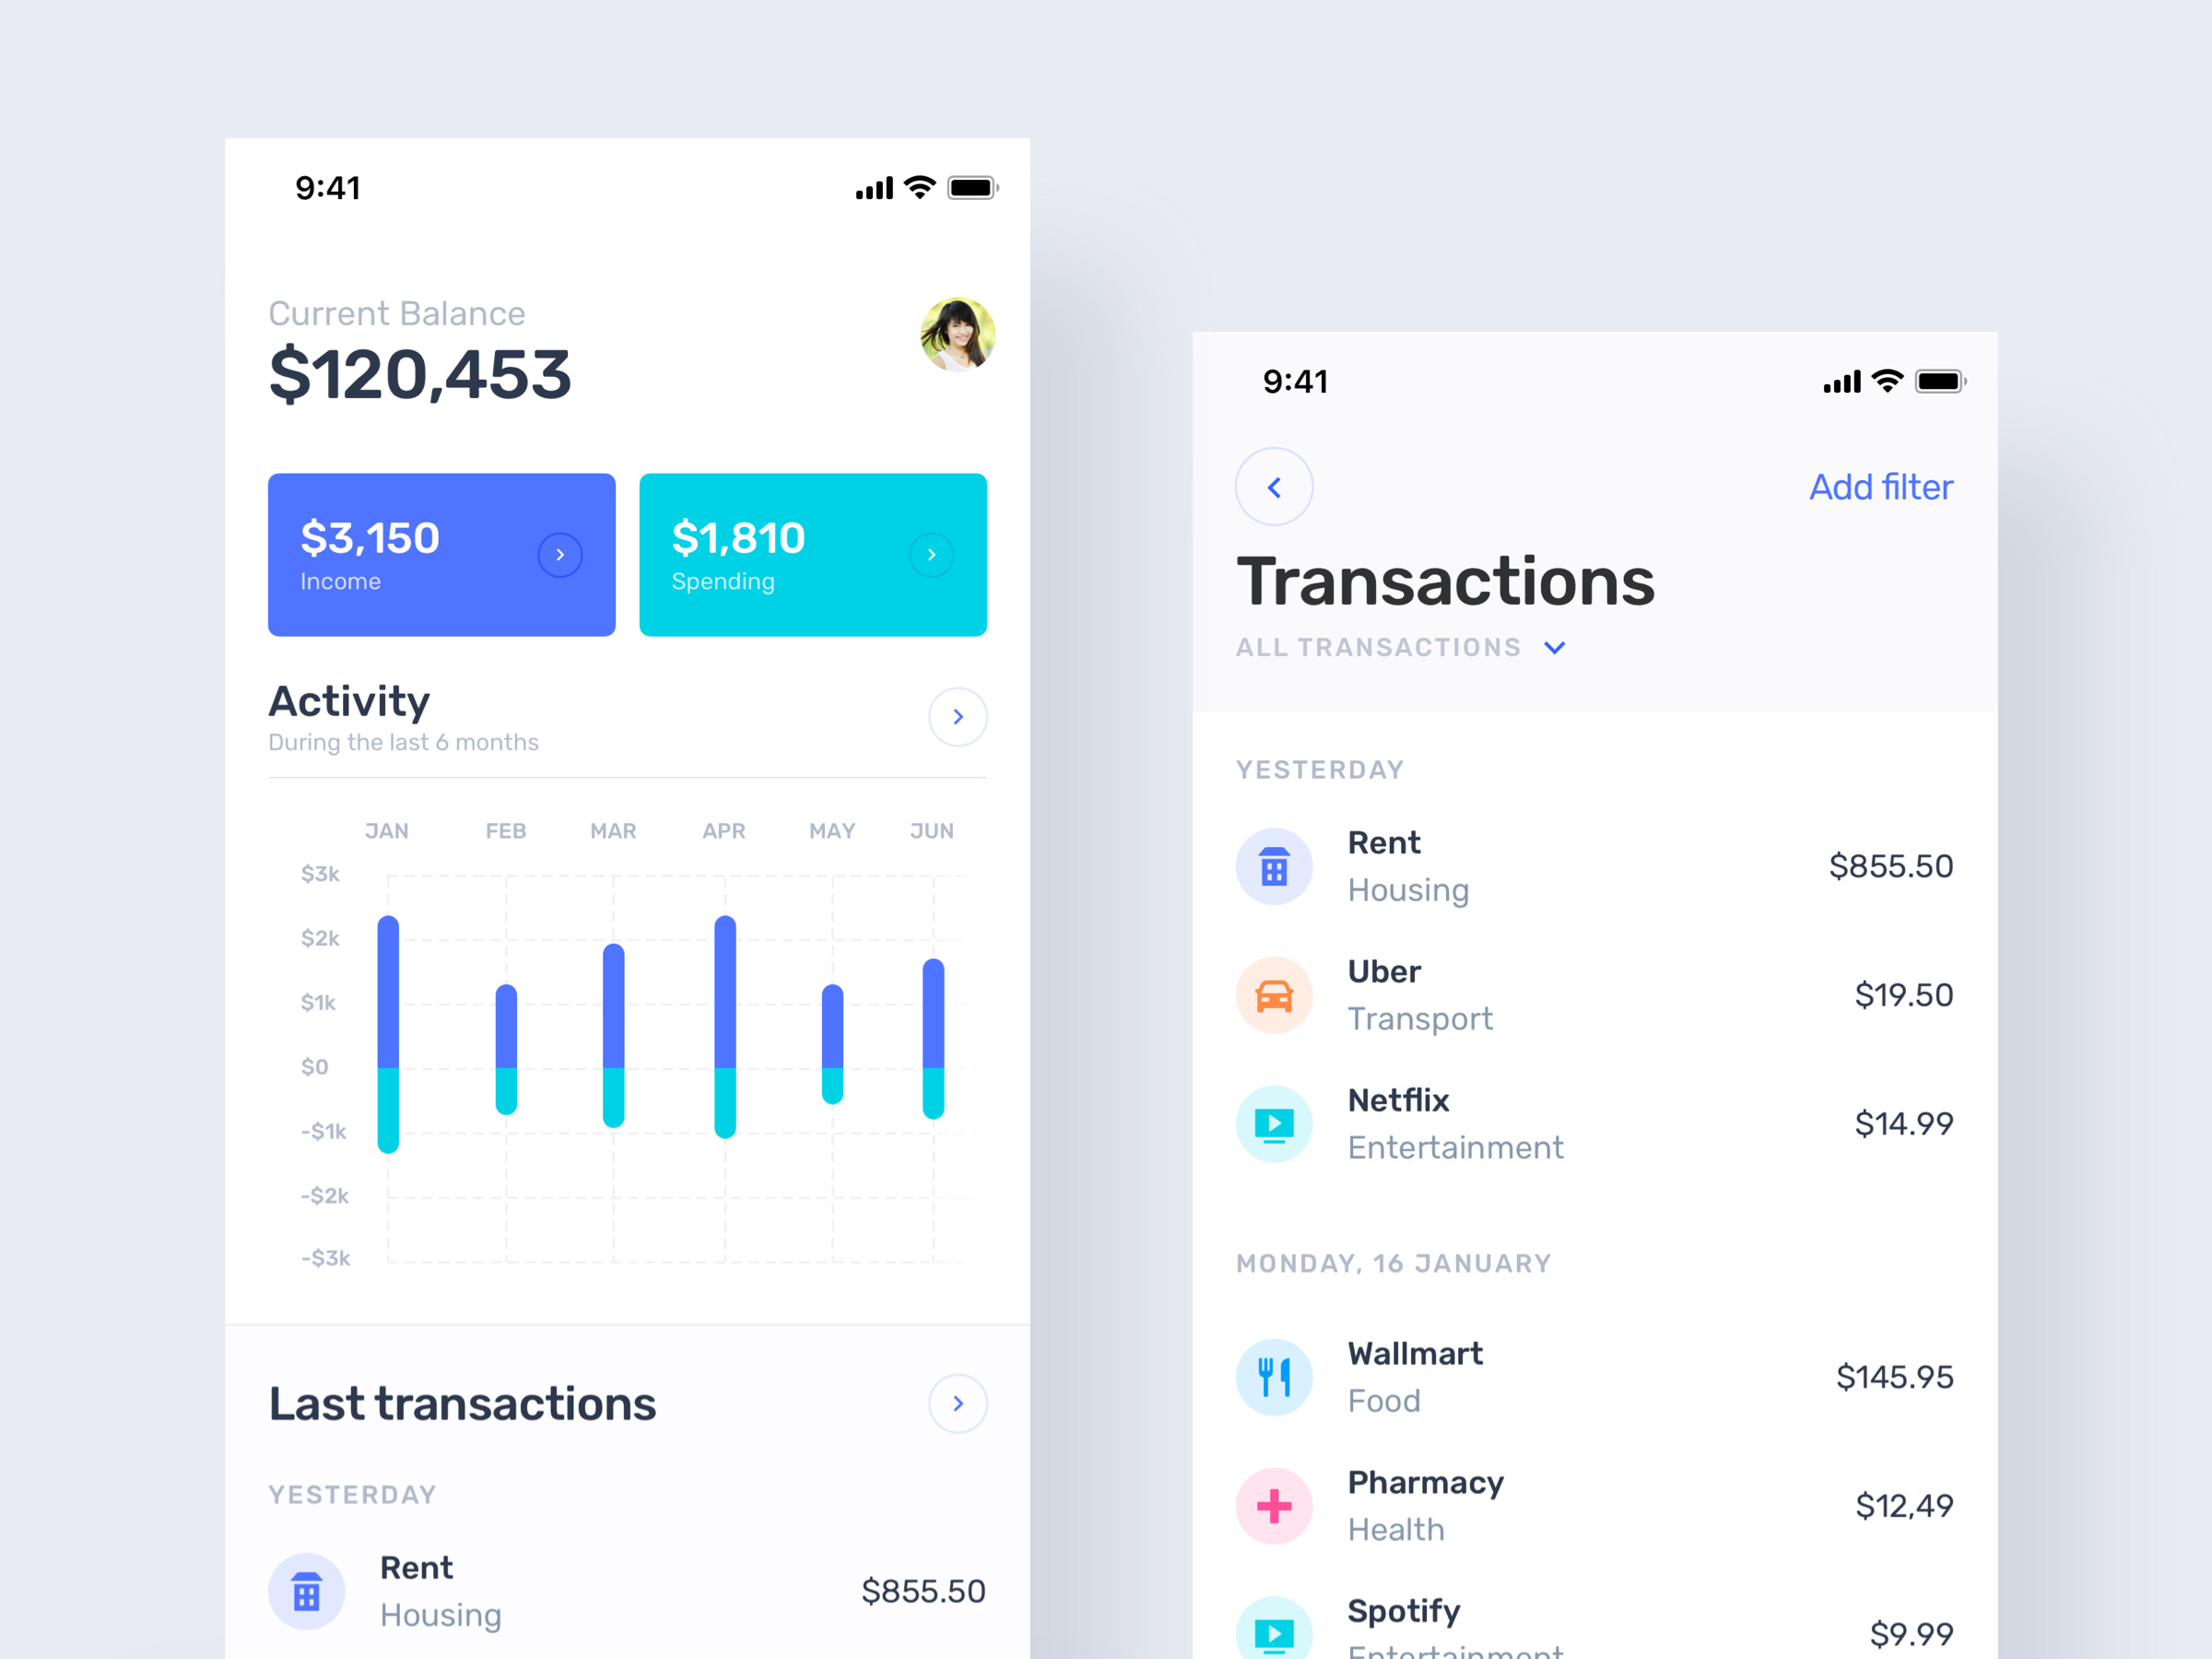 9:41
Current Balance
$120,453
$3,150
Income
$1,810
Spending
Activity
During the last 6 months
JAN FEB MAR APR MAY JUN
$3k
$2k
$1k
$0
-$1k
-$2k
-$3k
Last transactions
YESTERDAY
Rent
Housing
$855.50
9:41
Add filter
Transactions
ALL TRANSACTIONS
YESTERDAY
Rent
Housing
$855.50
Uber
Transport
$19.50
Netflix
Entertainment
$14.99
MONDAY, 16 JANUARY
Wallmart
Food
$145.95
Pharmacy
Health
$12,49
Spotify
Entertainment
$9.99